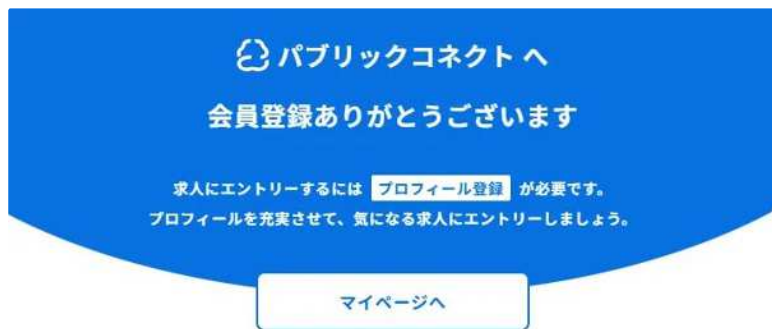 パブリックコネクト へ
会員登録ありがとうございます
求人にエントリーするには プロフィール登録 が必要です。
プロフィールを充実させて、気になる求人にエントリーしましょう。
マイページへ